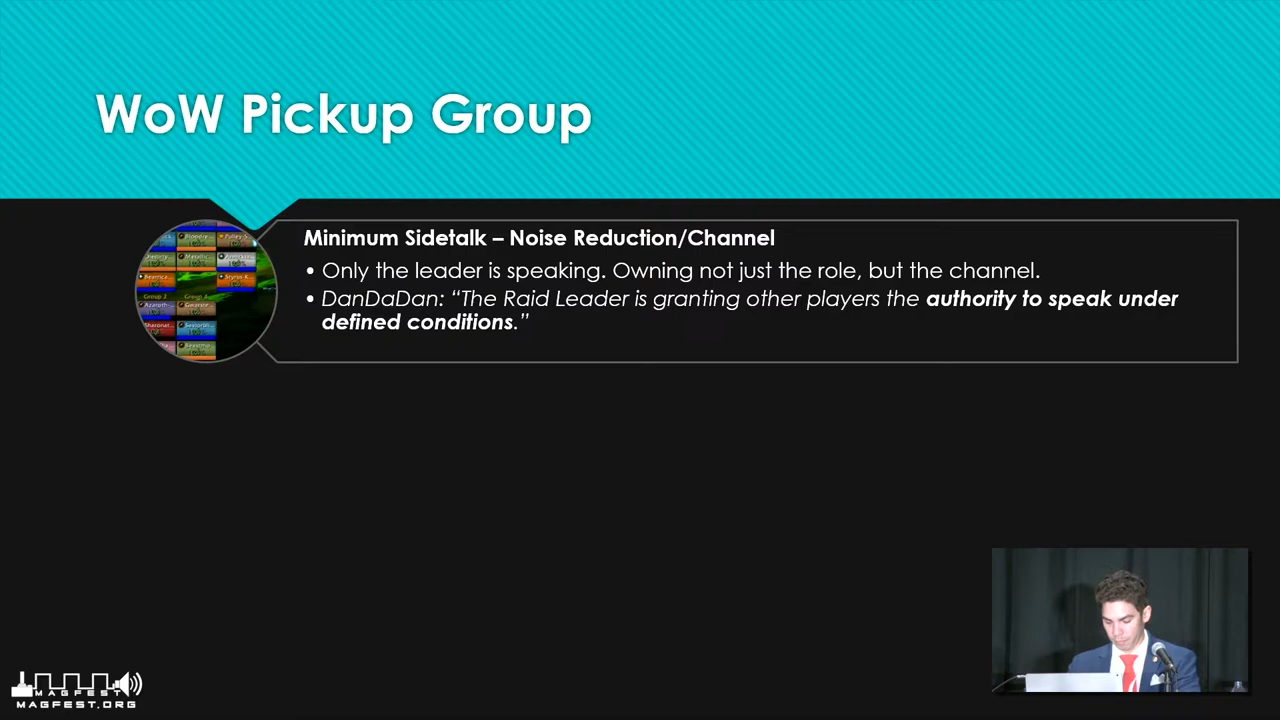 WoW Pickup Group
Minimum Sidetalk – Noise Reduction/Channel
• Only the leader is speaking. Owning not just the role, but the channel.
• DanDaDan: “The Raid Leader is granting other players the authority to speak under
defined conditions.”
Group 3
MAGFEST
MAGFEST.ORG